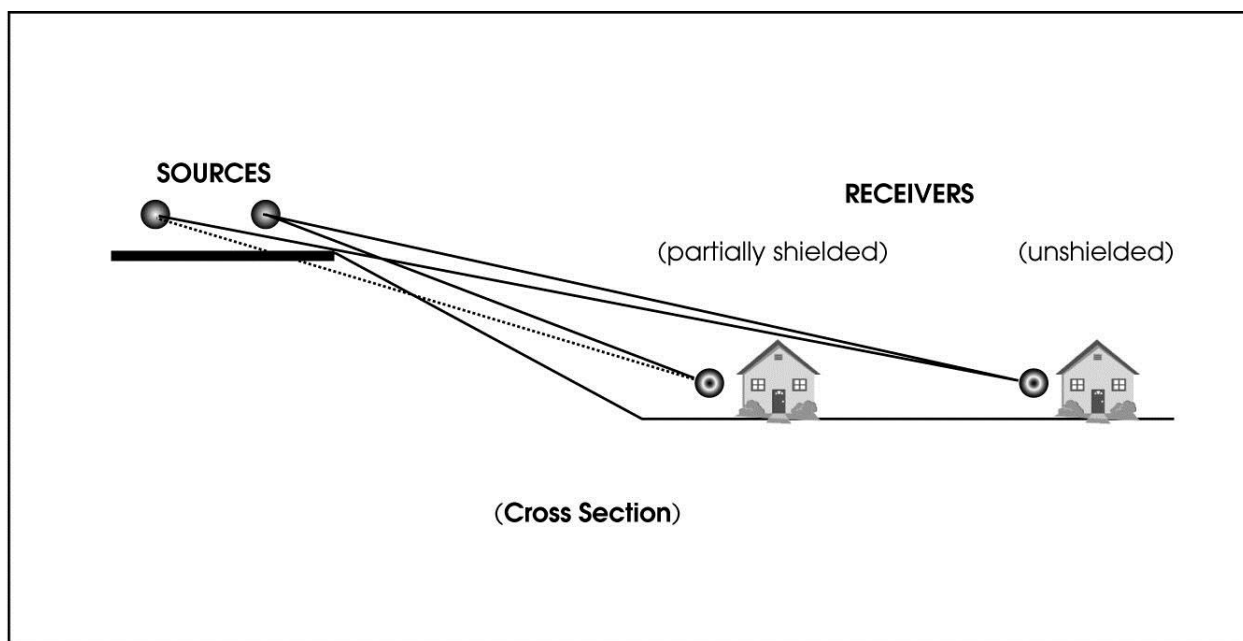 SOURCES
RECEIVERS
(partially shielded)
(unshielded)
(Cross Section)